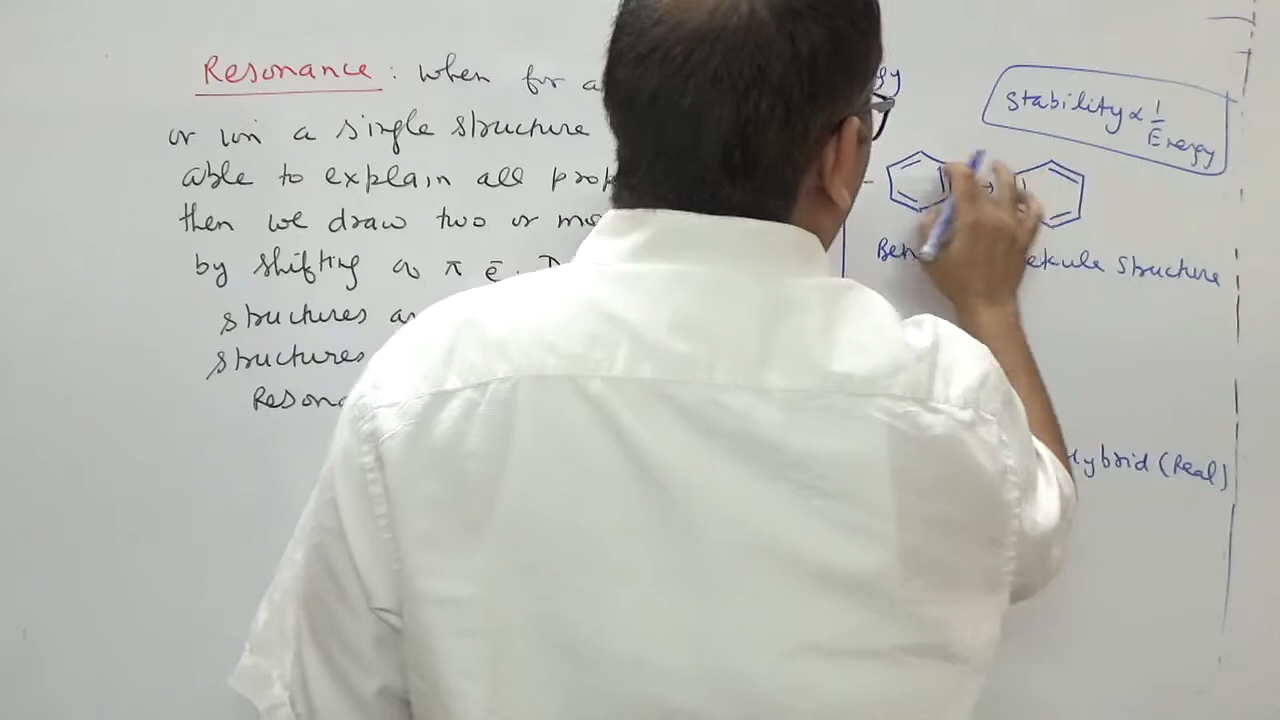 Resonance : when for a
or ion a single structure
able to explain all prop
then we draw two or mo
by shifting π ē.
structures
structures
Reson
gy
Stability ∝ 1/Energy
Ben ekule structure
Hybrid (Real)